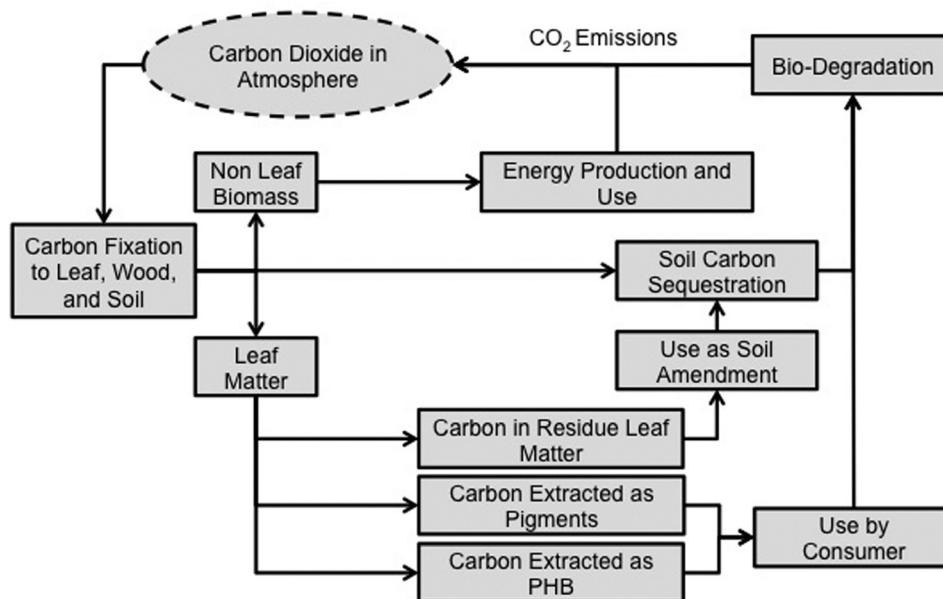 CO₂ Emissions
Carbon Dioxide in
Atmosphere
Bio-Degradation
Non Leaf
Biomass
Energy Production and
Use
Carbon Fixation
to Leaf, Wood,
and Soil
Soil Carbon
Sequestration
Leaf
Matter
Use as Soil
Amendment
Carbon in Residue Leaf
Matter
Carbon Extracted as
Pigments
Use by
Consumer
Carbon Extracted as
PHB